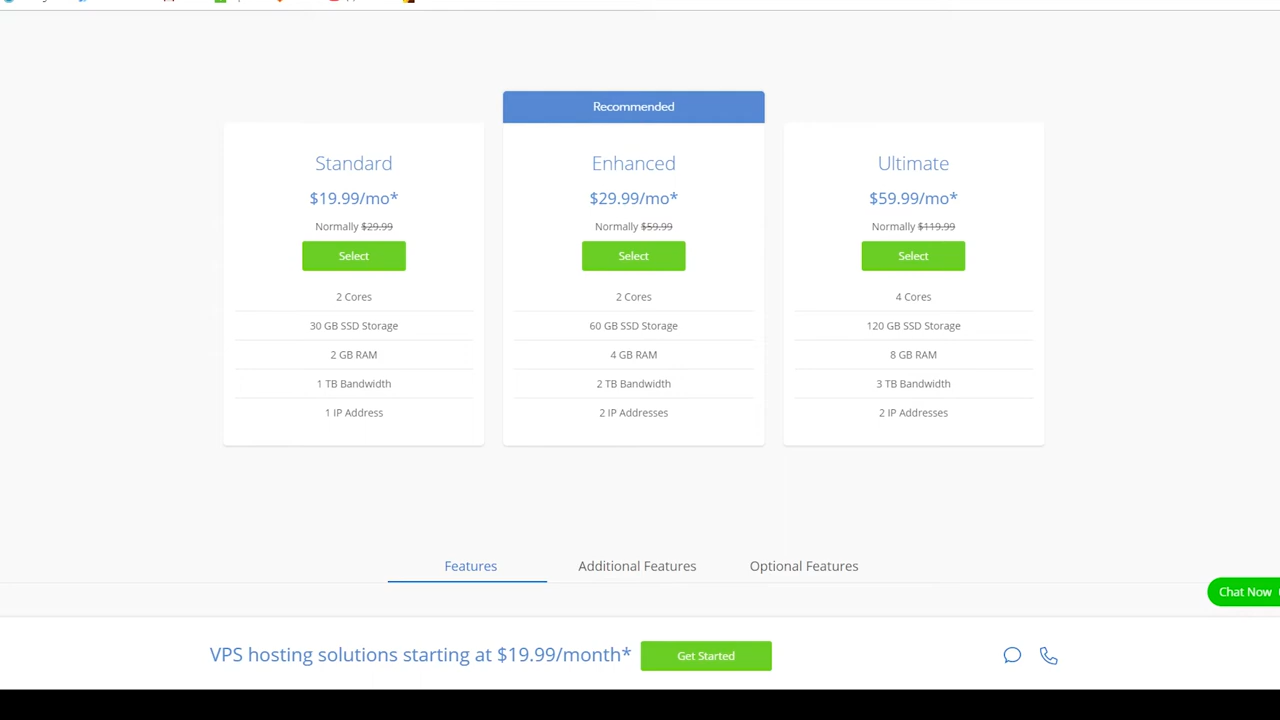 Recommended
Standard
$19.99/mo*
Normally $29.99
Select
2 Cores
30 GB SSD Storage
2 GB RAM
1 TB Bandwidth
1 IP Address
Enhanced
$29.99/mo*
Normally $59.99
Select
2 Cores
60 GB SSD Storage
4 GB RAM
2 TB Bandwidth
2 IP Addresses
Ultimate
$59.99/mo*
Normally $119.99
Select
4 Cores
120 GB SSD Storage
8 GB RAM
3 TB Bandwidth
2 IP Addresses
Features
Additional Features
Optional Features
Chat Now
VPS hosting solutions starting at $19.99/month*
Get Started